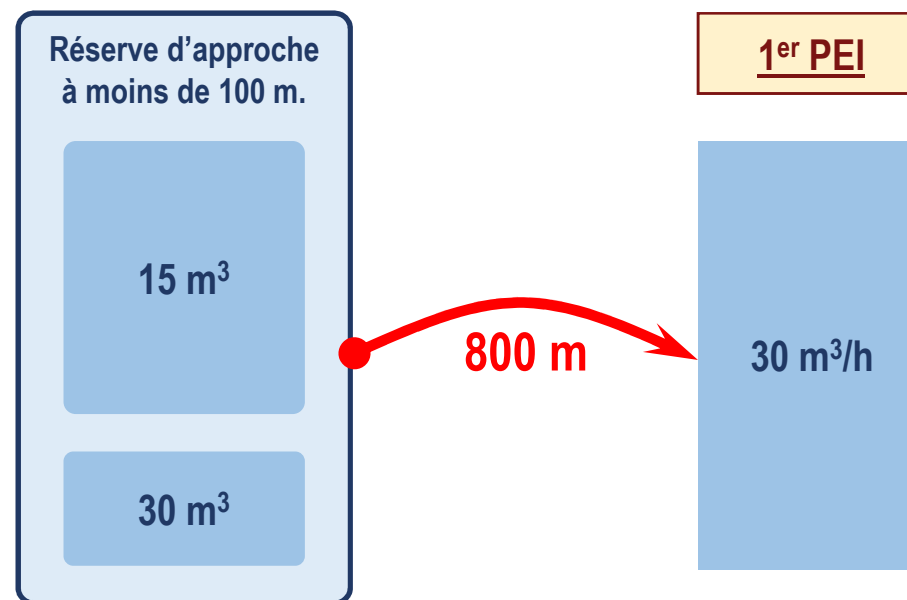 Réserve d’approche
à moins de 100 m.
15 m³
30 m³
800 m
1er PEI
30 m³/h